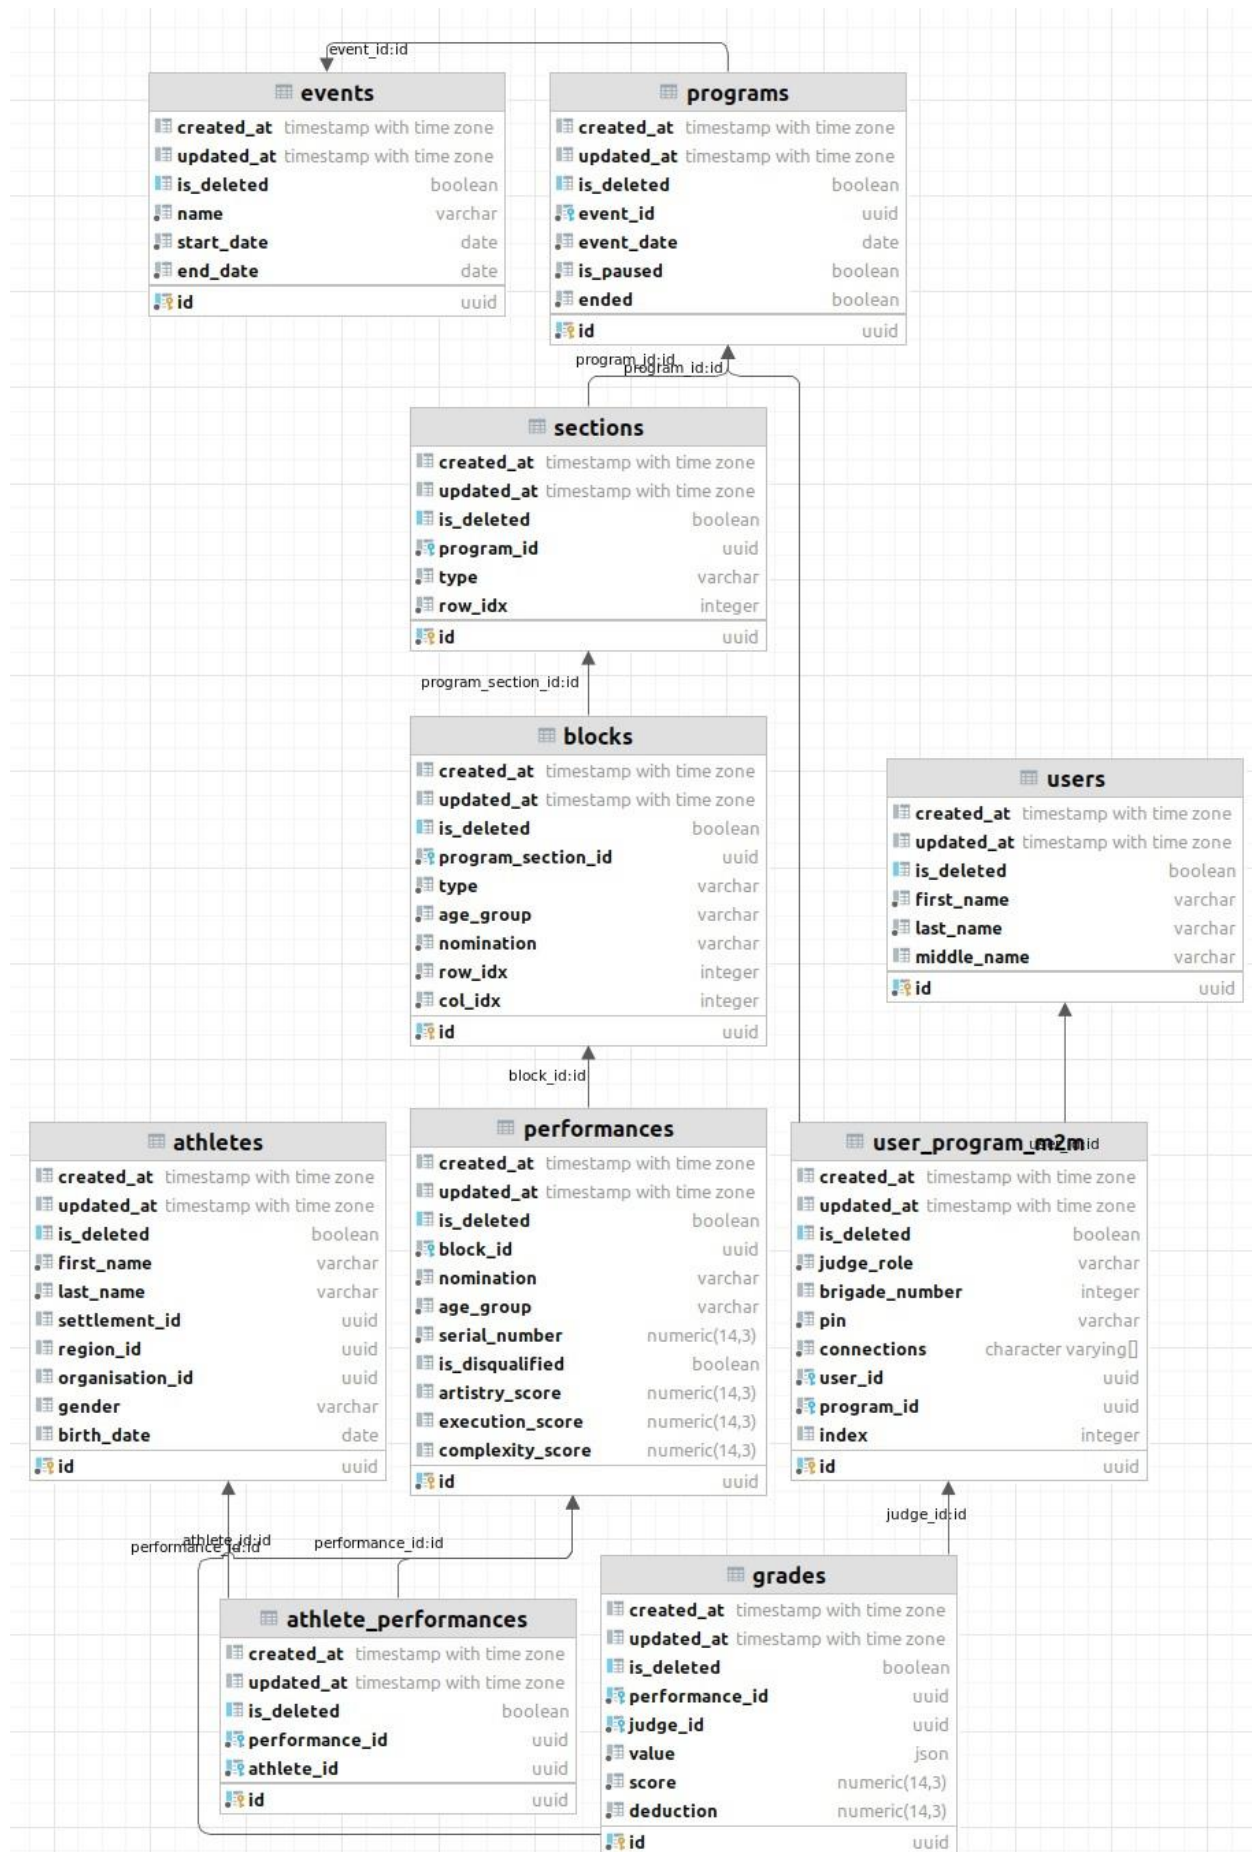 event_id:id
events
created_at timestamp with time zone
updated_at timestamp with time zone
is_deleted boolean
name varchar
start_date date
end_date date
id uuid
programs
created_at timestamp with time zone
updated_at timestamp with time zone
is_deleted boolean
event_id uuid
event_date date
is_paused boolean
ended boolean
id uuid
program_id:id
program_id:id
sections
created_at timestamp with time zone
updated_at timestamp with time zone
is_deleted boolean
program_id uuid
type varchar
row_idx integer
id uuid
program_section_id:id
blocks
created_at timestamp with time zone
updated_at timestamp with time zone
is_deleted boolean
program_section_id uuid
type varchar
age_group varchar
nomination varchar
row_idx integer
col_idx integer
id uuid
users
created_at timestamp with time zone
updated_at timestamp with time zone
is_deleted boolean
first_name varchar
last_name varchar
middle_name varchar
id uuid
block_id:id
athletes
created_at timestamp with time zone
updated_at timestamp with time zone
is_deleted boolean
first_name varchar
last_name varchar
settlement_id uuid
region_id uuid
organisation_id uuid
gender varchar
birth_date date
id uuid
performances
created_at timestamp with time zone
updated_at timestamp with time zone
is_deleted boolean
block_id uuid
nomination varchar
age_group varchar
serial_number numeric(14,3)
is_disqualified boolean
artistry_score numeric(14,3)
execution_score numeric(14,3)
complexity_score numeric(14,3)
id uuid
user_program_m2m
user_id:id
created_at timestamp with time zone
updated_at timestamp with time zone
is_deleted boolean
judge_role varchar
brigade_number integer
pin varchar
connections character varying[]
user_id uuid
program_id uuid
index integer
id uuid
judge_id:id
athlete_id:id
performance_id:id
performance_id:id
athlete_performances
created_at timestamp with time zone
updated_at timestamp with time zone
is_deleted boolean
performance_id uuid
athlete_id uuid
id uuid
grades
created_at timestamp with time zone
updated_at timestamp with time zone
is_deleted boolean
performance_id uuid
judge_id uuid
value json
score numeric(14,3)
deduction numeric(14,3)
id uuid